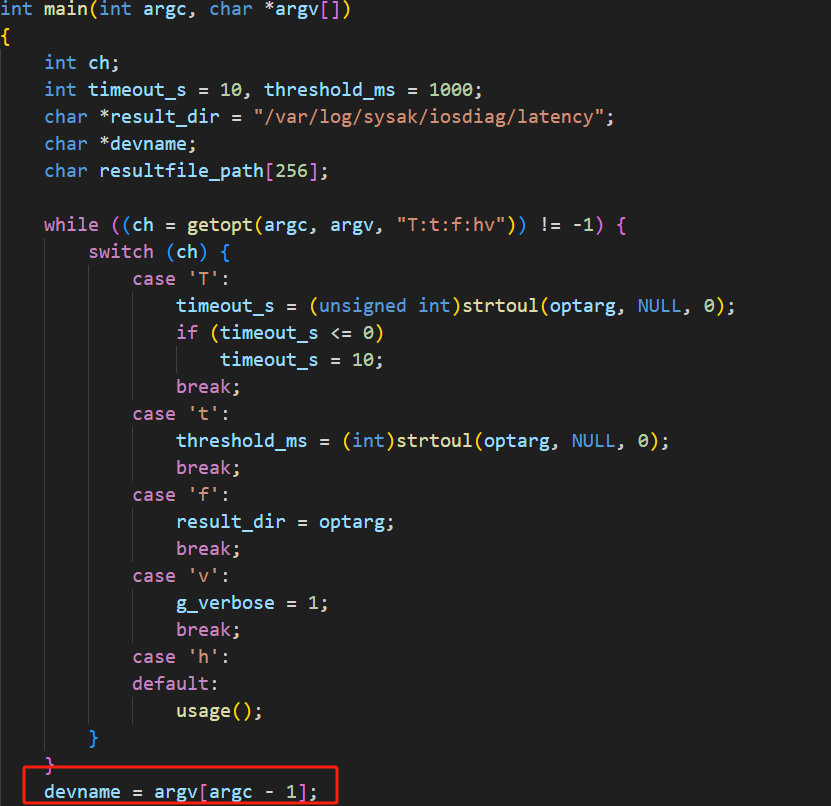 int main(int argc, char *argv[])
{
    int ch;
    int timeout_s = 10, threshold_ms = 1000;
    char *result_dir = "/var/log/sysak/iosdiag/latency";
    char *devname;
    char resultfile_path[256];

    while ((ch = getopt(argc, argv, "T:t:f:hv")) != -1) {
        switch (ch) {
            case 'T':
                timeout_s = (unsigned int)strtoul(optarg, NULL, 0);
                if (timeout_s <= 0)
                    timeout_s = 10;
                break;
            case 't':
                threshold_ms = (int)strtoul(optarg, NULL, 0);
                break;
            case 'f':
                result_dir = optarg;
                break;
            case 'v':
                g_verbose = 1;
                break;
            case 'h':
            default:
                usage();
        }
    }
    devname = argv[argc - 1];